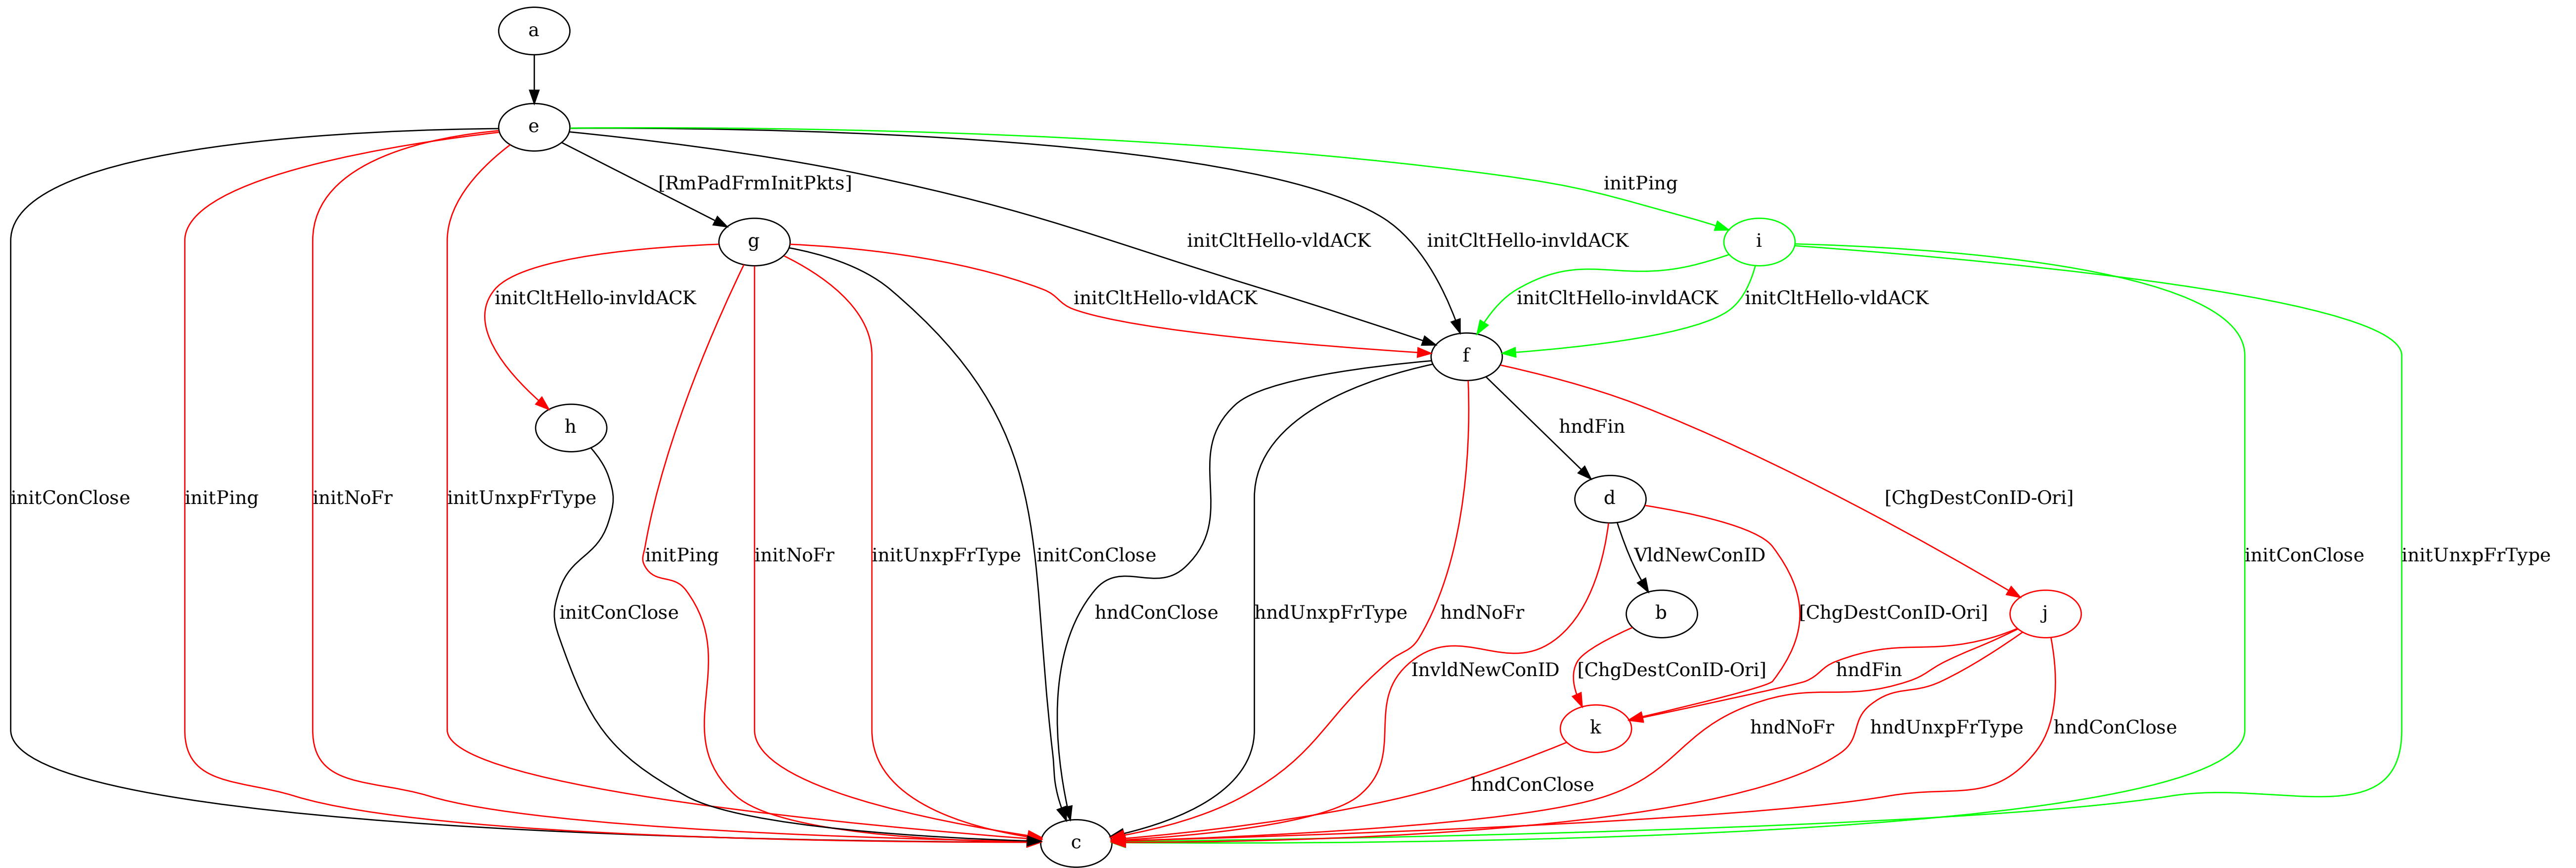 a
e
[RmPadFrmInitPkts]
initPing
g
initCltHello-vldACK
initCltHello-invldACK
i
initCltHello-invldACK
initCltHello-vldACK
initCltHello-invldACK
initCltHello-vldACK
f
h
hndFin
initConClose
initPing
initNoFr
initUnxpFrType
d
[ChgDestConID-Ori]
initPing
initNoFr
initUnxpFrType
initConClose
VldNewConID
initConClose
initUnxpFrType
initConClose
hndConClose
hndUnxpFrType
hndNoFr
b
[ChgDestConID-Ori]
j
InvldNewConID
[ChgDestConID-Ori]
hndFin
k
hndNoFr
hndUnxpFrType
hndConClose
hndConClose
c